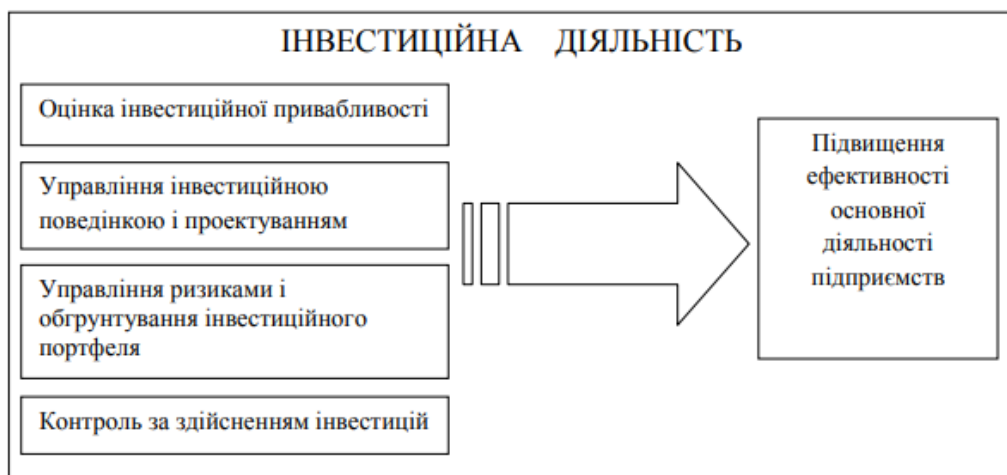 ІНВЕСТИЦІЙНА ДІЯЛЬНІСТЬ
Оцінка інвестиційної привабливості
Управління інвестиційною
поведінкою і проектуванням
Управління ризиками і
обгрунтування інвестиційного
портфеля
Контроль за здійсненням інвестицій
Підвищення
ефективності
основної
діяльності
підприємств